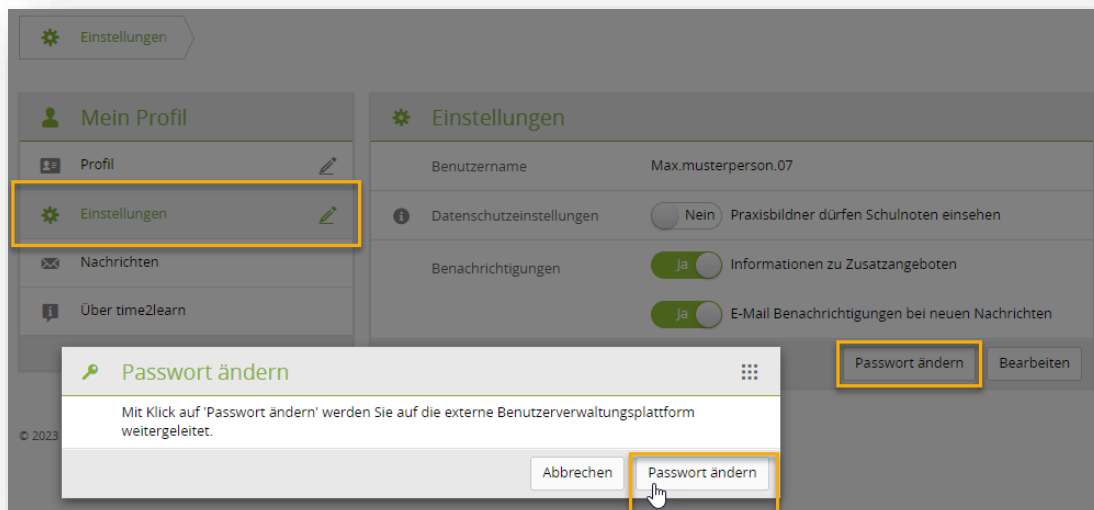 Einstellungen
Mein Profil
Profil
Einstellungen
Nachrichten
Über time2learn
Einstellungen
Benutzername Max.musterperson.07
Datenschutzeinstellungen Nein Praxisbildner dürfen Schulnoten einsehen
Benachrichtigungen Ja Informationen zu Zusatzangeboten
Ja E-Mail Benachrichtigungen bei neuen Nachrichten
Passwort ändern Bearbeiten
Passwort ändern
Mit Klick auf 'Passwort ändern' werden Sie auf die externe Benutzerverwaltungsplattform
weitergeleitet.
Abbrechen Passwort ändern
© 2023